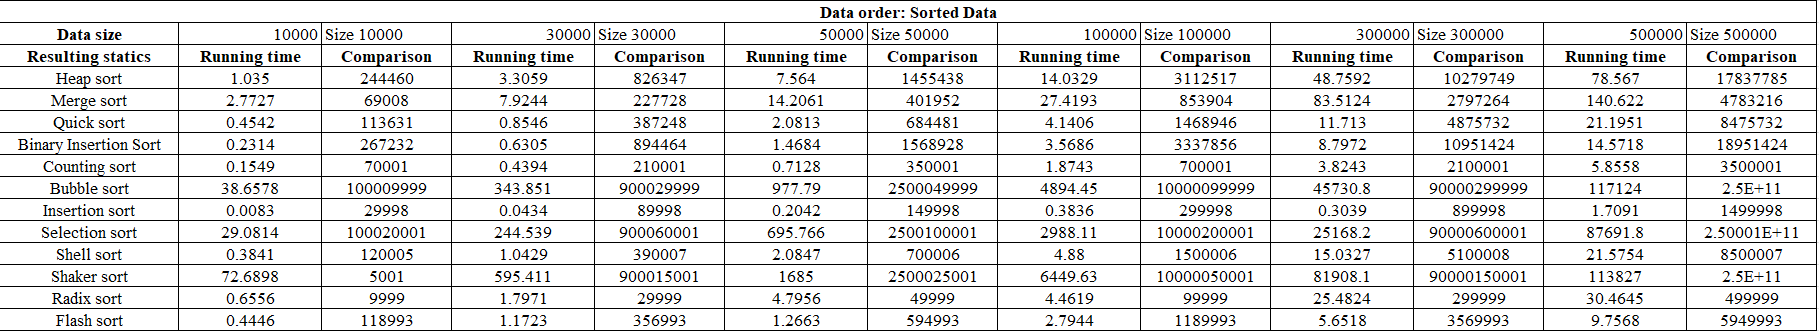 Data order: Sorted Data
Data size 10000 Size 10000 30000 Size 30000 50000 Size 50000 100000 Size 100000 300000 Size 300000 500000 Size 500000
Resulting statics Running time Comparison Running time Comparison Running time Comparison Running time Comparison Running time Comparison Running time Comparison
Heap sort 1.035 244460 3.3059 826347 7.564 1455438 14.0329 3112517 48.7592 10279749 78.567 17837785
Merge sort 2.7727 69008 7.9244 227728 14.2061 401952 27.4193 853904 83.5124 2797264 140.622 4783216
Quick sort 0.4542 113631 0.8546 387248 2.0813 684481 4.1406 1468946 11.713 4875732 21.1951 8475732
Binary Insertion Sort 0.2314 267232 0.6305 894464 1.4684 1568928 3.5686 3337856 8.7972 10951424 14.5718 18951424
Counting sort 0.1549 70001 0.4394 210001 0.7128 350001 1.8743 700001 3.8243 2100001 5.8558 3500001
Bubble sort 38.6578 100009999 343.851 900029999 977.79 2500049999 4894.45 10000099999 45730.8 90000299999 117124 2.5E+11
Insertion sort 0.0083 29998 0.0434 89998 0.2042 149998 0.3836 299998 0.3039 899998 1.7091 1499998
Selection sort 29.0814 100020001 244.539 900060001 695.766 2500100001 2988.11 10000200001 25168.2 90000600001 87691.8 2.50001E+11
Shell sort 0.3841 120005 1.0429 390007 2.0847 700006 4.88 1500006 15.0327 5100008 21.5754 8500007
Shaker sort 72.6898 5001 595.411 900015001 1685 2500025001 6449.63 10000050001 81908.1 90000150001 113827 2.5E+11
Radix sort 0.6556 9999 1.7971 29999 4.7956 49999 4.4619 99999 25.4824 299999 30.4645 499999
Flash sort 0.4446 118993 1.1723 356993 1.2663 594993 2.7944 1189993 5.6518 3569993 9.7568 5949993